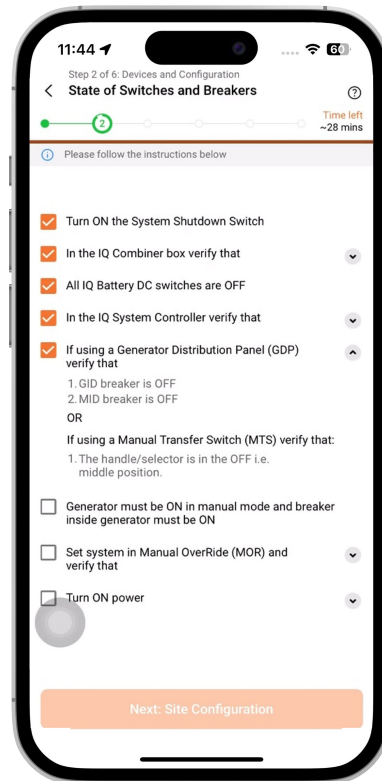 11:44
60
Step 2 of 6: Devices and Configuration
State of Switches and Breakers
?
2
Time left
~28 mins
i Please follow the instructions below
Turn ON the System Shutdown Switch
In the IQ Combiner box verify that
All IQ Battery DC switches are OFF
In the IQ System Controller verify that
If using a Generator Distribution Panel (GDP)
verify that
1. GID breaker is OFF
2. MID breaker is OFF
OR
If using a Manual Transfer Switch (MTS) verify that:
1. The handle/selector is in the OFF i.e.
middle position.
Generator must be ON in manual mode and breaker
inside generator must be ON
Set system in Manual OverRide (MOR) and
verify that
Turn ON power
Next: Site Configuration